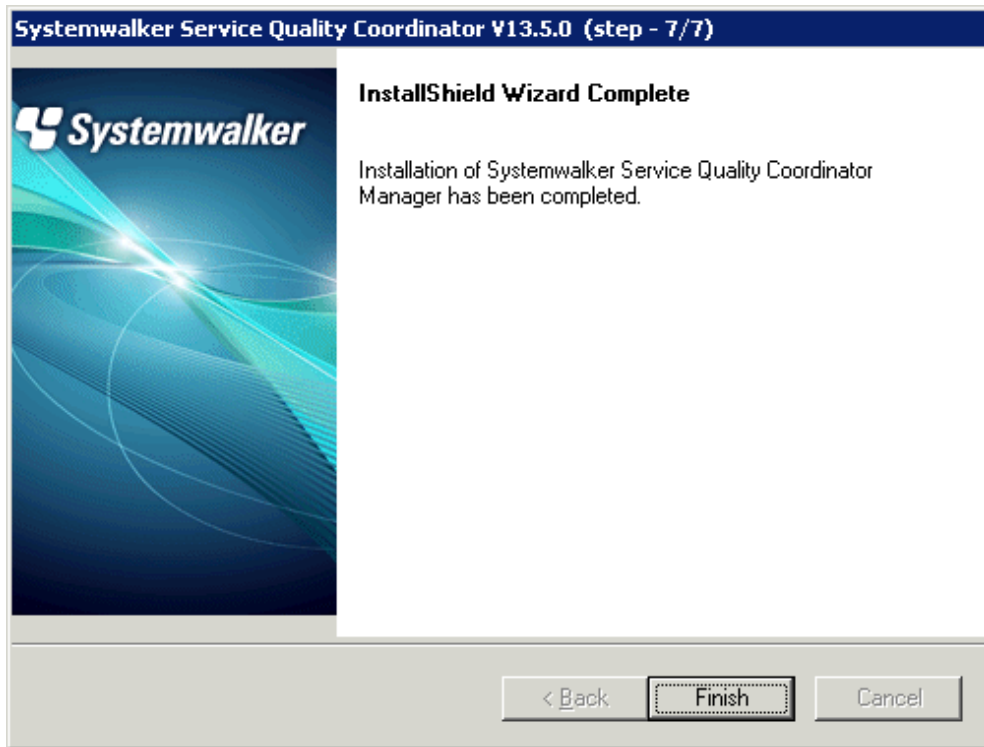 Systemwalker Service Quality Coordinator V13.5.0 (step - 7/7)
Systemwalker
InstallShield Wizard Complete
Installation of Systemwalker Service Quality Coordinator
Manager has been completed.
< Back
Finish
Cancel